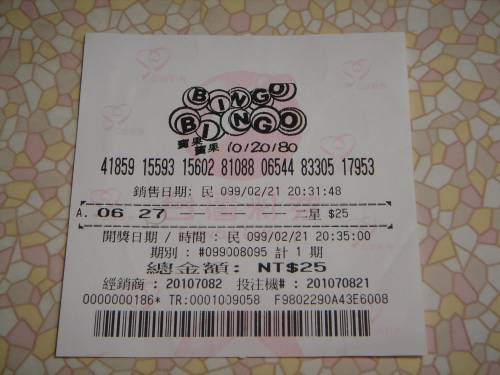 BINGO
BINGO
賓果
賓果 10/20/80
41859 15593 15602 81088 06544 83305 17953
銷售日期: 民 099/02/21 20:31:48
A. 06 27 -- -- -- -- 二星 $25
開獎日期 / 時間 : 民 099/02/21 20:35:00
期別 : #099008095 計 1 期
總金額: NT$25
經銷商 : 20107082 投注機# : 201070821
0000000186* TR:0001009058 F9802290A43E6008